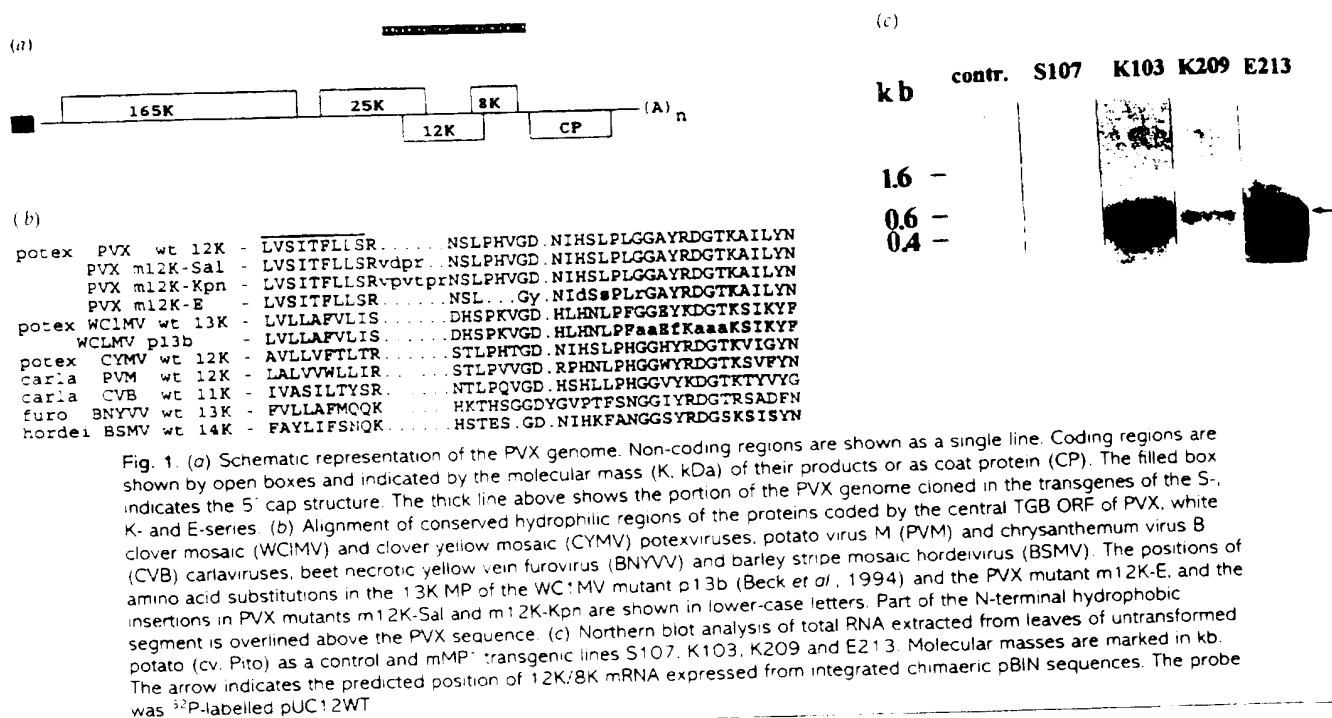 (a)
165K 25K 8K (A)n
12K CP
(b)
potex PVX wt 12K - LVSITFLLSR......NSLPHVGD.NIHSLPLGGAYRDGTKAILYN
PVX m12K-Sal - LVSITFLLSRvdpr..NSLPHVGD.NIHSLPLGGAYRDGTKAILYN
PVX m12K-Kpn - LVSITFLLSRvpvtprNSLPHVGD.NIHSLPLGGAYRDGTKAILYN
PVX m12K-E - LVSITFLLSR......NSL...Gy.NIdSsPLrGAYRDGTKAILYN
potex WClMV wt 13K - LVLLAFVLIS......DHSPKVGD.HLHNLPFGGEYKDGTKSIKYF
WCLMV p13b - LVLLAFVLIS......DHSPKVGD.HLHNLPFaaEfKaaaKSIKYF
potex CYMV wt 12K - AVLLVFTLTR......STLPHTGD.NIHSLPHGGHYRDGTKVIGYN
carla PVM wt 12K - LALVVWLLIR......STLPVVGD.RPHNLPHGGWYRDGTKSVFYN
carla CVB wt 11K - IVASILTYSR......NTLPQVGD.HSHLLPHGGVYKDGTKTYVYG
furo BNYVV wt 13K - FVLLAFMQQK......HKTHSGGDYGVPTFSNGGIYRDGTRSADFN
hordei BSMV wt 14K - FAYLIFSNQK......HSTES.GD.NIHKFANGGSYRDGSKSISYN
(c)
contr. S107 K103 K209 E213
kb
1.6 –
0.6 –
0.4 –
Fig. 1. (a) Schematic representation of the PVX genome. Non-coding regions are shown as a single line. Coding regions are
shown by open boxes and indicated by the molecular mass (K, kDa) of their products or as coat protein (CP). The filled box
indicates the 5' cap structure. The thick line above shows the portion of the PVX genome cloned in the transgenes of the S-,
K- and E-series. (b) Alignment of conserved hydrophilic regions of the proteins coded by the central TGB ORF of PVX, white
clover mosaic (WClMV) and clover yellow mosaic (CYMV) potexviruses, potato virus M (PVM) and chrysanthemum virus B
(CVB) carlaviruses, beet necrotic yellow vein furovirus (BNYVV) and barley stripe mosaic hordeivirus (BSMV). The positions of
amino acid substitutions in the 13K MP of the WC1MV mutant p13b (Beck et al., 1994) and the PVX mutant m12K-E, and the
insertions in PVX mutants m12K-Sal and m12K-Kpn are shown in lower-case letters. Part of the N-terminal hydrophobic
segment is overlined above the PVX sequence. (c) Northern blot analysis of total RNA extracted from leaves of untransformed
potato (cv. Pito) as a control and mMP transgenic lines S107, K103, K209 and E213. Molecular masses are marked in kb.
The arrow indicates the predicted position of 12K/8K mRNA expressed from integrated chimaeric pBIN sequences. The probe
was 32P-labelled pUC12WT